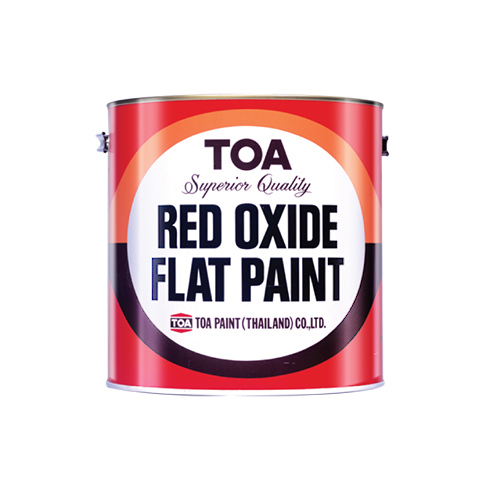 TOA
Superior Quality
RED OXIDE
FLAT PAINT
TOA TOA PAINT (THAILAND) CO.,LTD.